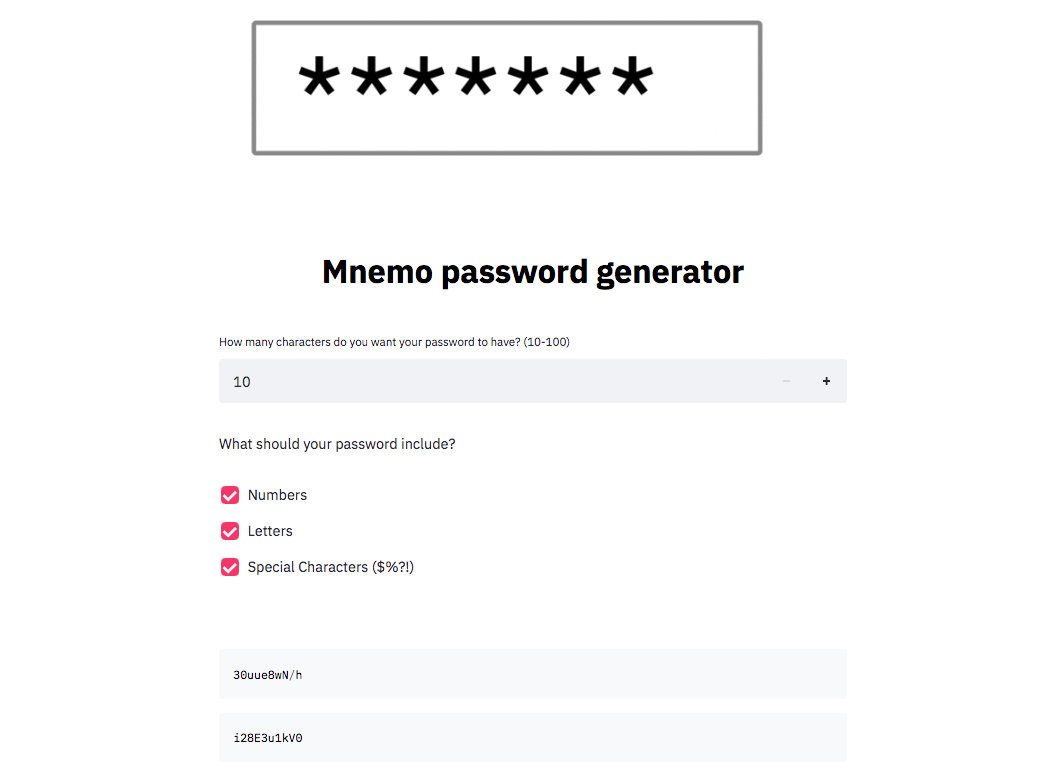 *******
Mnemo password generator
How many characters do you want your password to have? (10-100)
10
What should your password include?
Numbers
Letters
Special Characters ($%?!)
30uue8wN/h
i28E3u1kV0